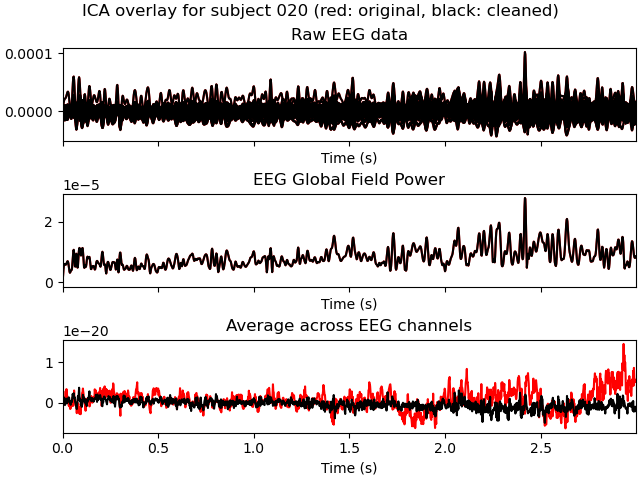 ICA overlay for subject 020 (red: original, black: cleaned)
Raw EEG data
0.0001
0.0000
Time (s)
EEG Global Field Power
1e−5
2
0
Time (s)
Average across EEG channels
1e−20
1
0
0.0 0.5 1.0 1.5 2.0 2.5
Time (s)